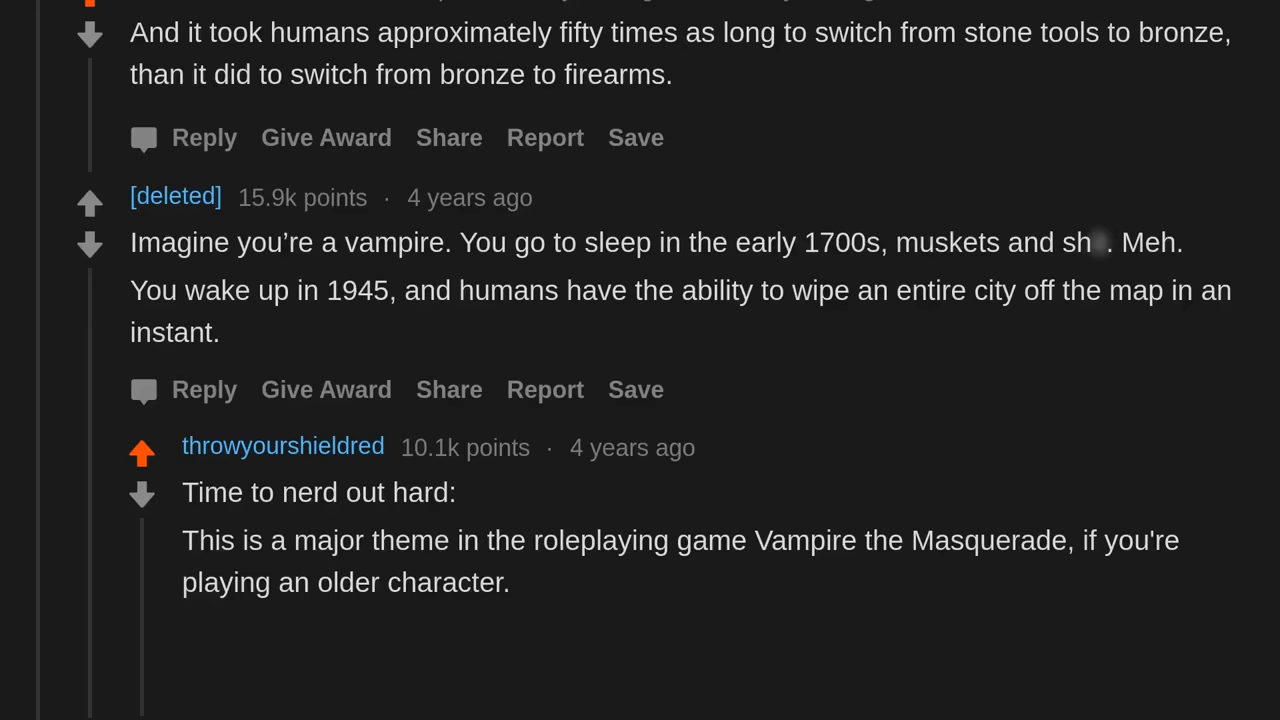 And it took humans approximately fifty times as long to switch from stone tools to bronze,
than it did to switch from bronze to firearms.
Reply Give Award Share Report Save
[deleted] 15.9k points · 4 years ago
Imagine you’re a vampire. You go to sleep in the early 1700s, muskets and sh . Meh.
You wake up in 1945, and humans have the ability to wipe an entire city off the map in an
instant.
Reply Give Award Share Report Save
throwyourshieldred 10.1k points · 4 years ago
Time to nerd out hard:
This is a major theme in the roleplaying game Vampire the Masquerade, if you're
playing an older character.